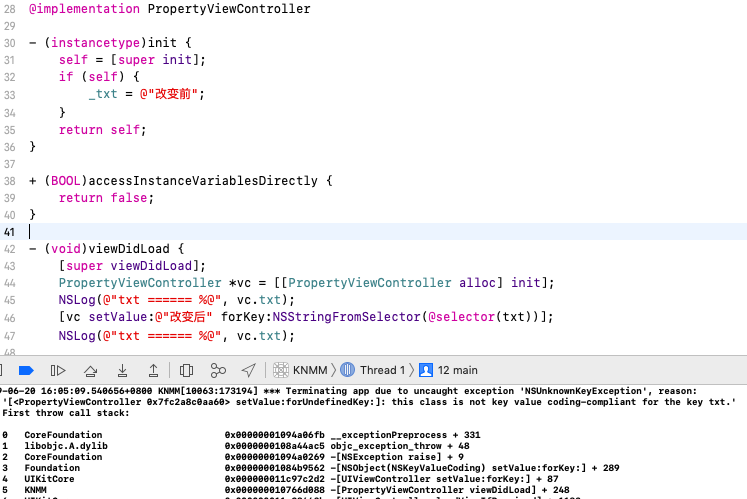 28 @implementation PropertyViewController
29
30 - (instancetype)init {
31 self = [super init];
32 if (self) {
33 _txt = @"改变前";
34 }
35 return self;
36 }
37
38 + (BOOL)accessInstanceVariablesDirectly {
39 return false;
40 }
41
42 - (void)viewDidLoad {
43 [super viewDidLoad];
44 PropertyViewController *vc = [[PropertyViewController alloc] init];
45 NSLog(@"txt ====== %@", vc.txt);
46 [vc setValue:@"改变后" forKey:NSStringFromSelector(@selector(txt))];
47 NSLog(@"txt ====== %@", vc.txt);
48
KNMM Thread 1 12 main
9-06-20 16:05:09.540656+0800 KNMM[10063:173194] *** Terminating app due to uncaught exception 'NSUnknownKeyException', reason:
'[<PropertyViewController 0x7fc2a8c0aa60> setValue:forUndefinedKey:]: this class is not key value coding-compliant for the key txt.'
First throw call stack:
0 CoreFoundation 0x00000001094a06fb __exceptionPreprocess + 331
1 libobjc.A.dylib 0x0000000108a44ac5 objc_exception_throw + 48
2 CoreFoundation 0x00000001094a0269 -[NSException raise] + 9
3 Foundation 0x00000001084b9562 -[NSObject(NSKeyValueCoding) setValue:forKey:] + 289
4 UIKitCore 0x000000011c97c2d2 -[UIViewController setValue:forKey:] + 87
5 KNMM 0x000000010766d088 -[PropertyViewController viewDidLoad] + 248